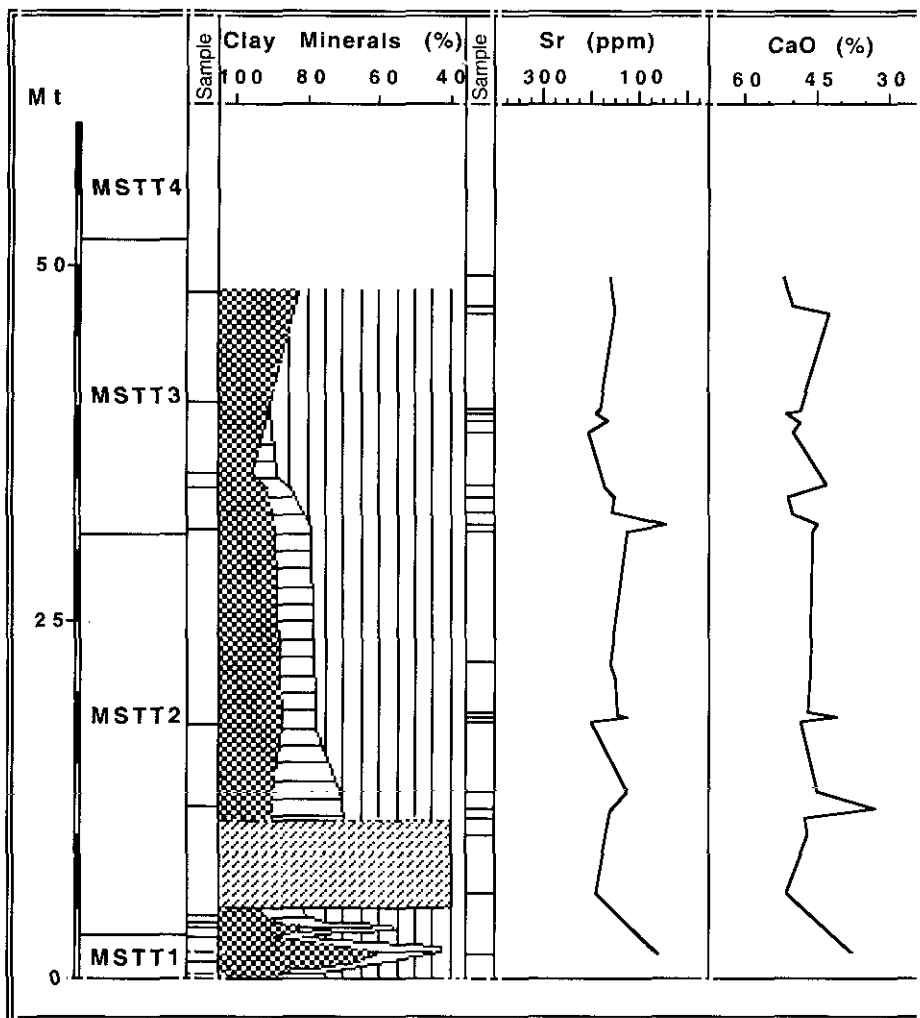 Sample
Clay Minerals (%)
100 80 60 40
Sample
Sr (ppm)
300 100
CaO (%)
60 45 30
Mt
MSTT4
50
MSTT3
25
MSTT2
MSTT1
0